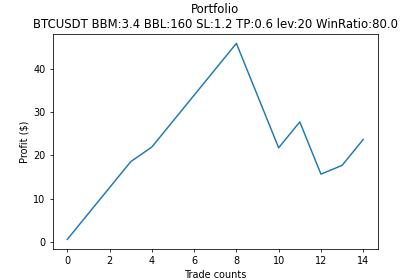 Portfolio
BTCUSDT BBM:3.4 BBL:160 SL:1.2 TP:0.6 lev:20 WinRatio:80.0
Profit ($)
40
30
20
10
0
0 2 4 6 8 10 12 14
Trade counts